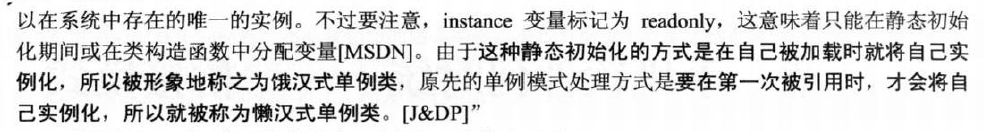 以在系统中存在的唯一的实例。不过要注意，instance 变量标记为 readonly，这意味着只能在静态初始
化期间或在类构造函数中分配变量[MSDN]。由于这种静态初始化的方式是在自己被加载时就将自己实
例化，所以被形象地称之为饿汉式单例类，原先的单例模式处理方式是要在第一次被引用时，才会将自
己实例化，所以就被称为懒汉式单例类。[J&DP]”